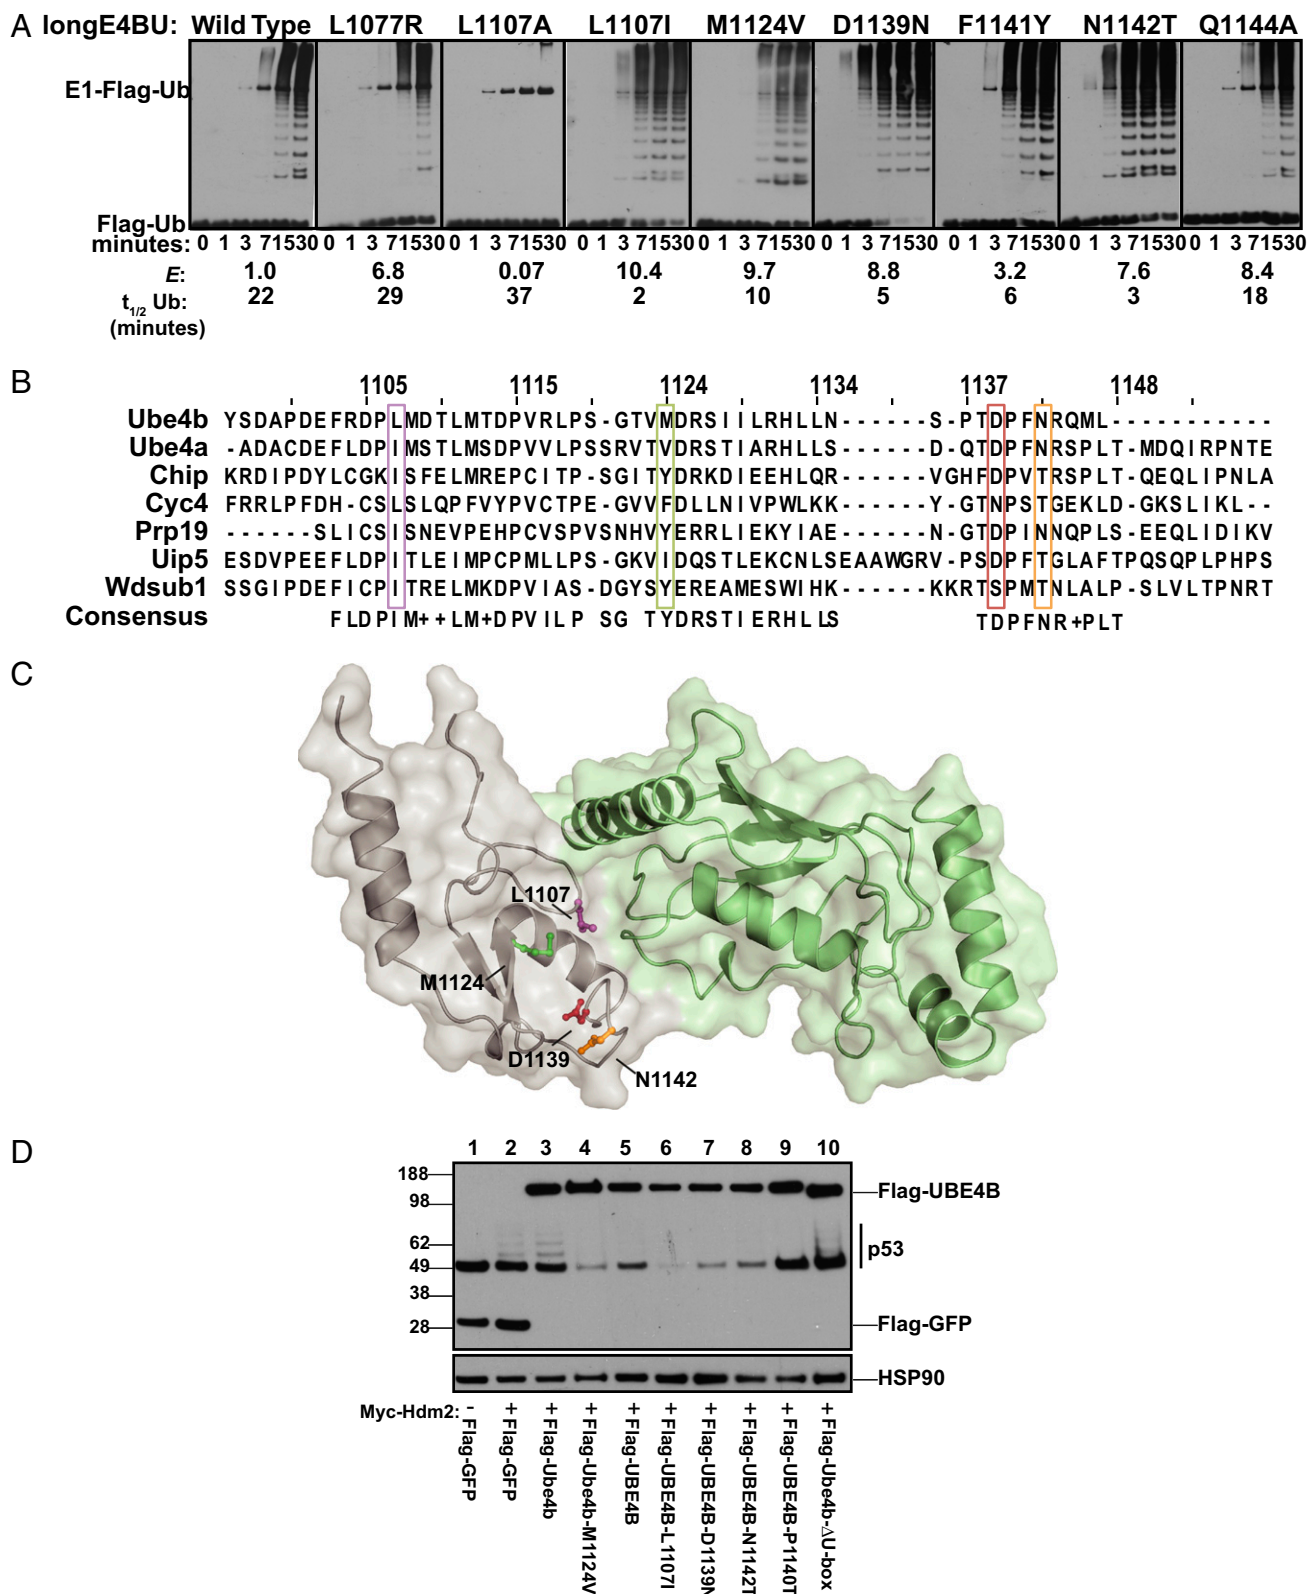 A longE4BU: Wild Type L1077R L1107A L1107I M1124V D1139N F1141Y N1142T Q1144A
E1-Flag-Ub
Flag-Ub
minutes: 0 1 3 7 15 30 0 1 3 7 15 30 0 1 3 7 15 30 0 1 3 7 15 30 0 1 3 7 15 30 0 1 3 7 15 30 0 1 3 7 15 30 0 1 3 7 15 30 0 1 3 7 15 30
E: 1.0 6.8 0.07 10.4 9.7 8.8 3.2 7.6 8.4
t1/2 Ub: 22 29 37 2 10 5 6 3 18
(minutes)
B
1105 1115 1124 1134 1137 1148
Ube4b YSDAPDEFRDPLMDTLMTDPVRLPS-GTVMDRSIILRHLLN------S-PTDPFNRQML-----------
Ube4a -ADACDEFLDPIMSTLMSDPVVLPSSRVTVDRSTIARHLLS------D-QTDPFNRSPLT-MDQIRPNTE
Chip KRDIPDYLCGKISFELMREPCITP-SGITYDRKDIEEHLQR------VGHFDPVTRSPLT-QEQLIPNLA
Cyc4 FRRLPFDH-CSLSLQPFVYPVCTPE-GVVFDLLNIVPWLKK------Y-GTNPSTGEKLD-GKSLIKL--
Prp19 ------SLICSISNEVPEHPCVSPVSNHVYERRLIEKYIAE------N-GTDPINNQPLS-EEQLIDIKV
Uip5 ESDVPEEFLDPITLEIMPCPMLLPS-GKVIDQSTLEKCNLSEAAWGRV-PSDPFTGLAFTPQSQPLPHPS
Wdsub1 SSGIPDEFICPITRELMKDPVIAS-DGYSYEREAMESWIHK------KKRTSPMTNLALP-SLVLTPNRT
Consensus FLDPIM++LM+DPVILP SG TYDRSTIERHLLS TDPFNR+PLT
C
L1107
M1124
D1139
N1142
D
1 2 3 4 5 6 7 8 9 10
188
98
62
49
38
28
Flag-UBE4B
p53
Flag-GFP
HSP90
Myc-Hdm2: - + + + + + + + + +
Flag-GFP
Flag-GFP
Flag-Ube4b
Flag-Ube4b-M1124V
Flag-UBE4B
Flag-UBE4B-L1107I
Flag-UBE4B-D1139N
Flag-UBE4B-N1142T
Flag-UBE4B-P1140T
Flag-Ube4b-ΔU-box